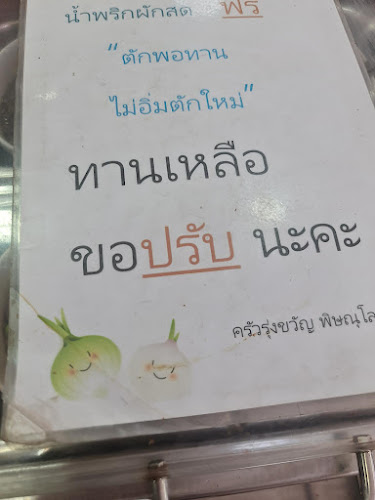 น้ำพริกผักสด ฟรี
“ตักพอทาน
ไม่อิ่มตักใหม่”
ทานเหลือ
ขอปรับ นะคะ
ครัวรุ่งขวัญ พิษณุโล